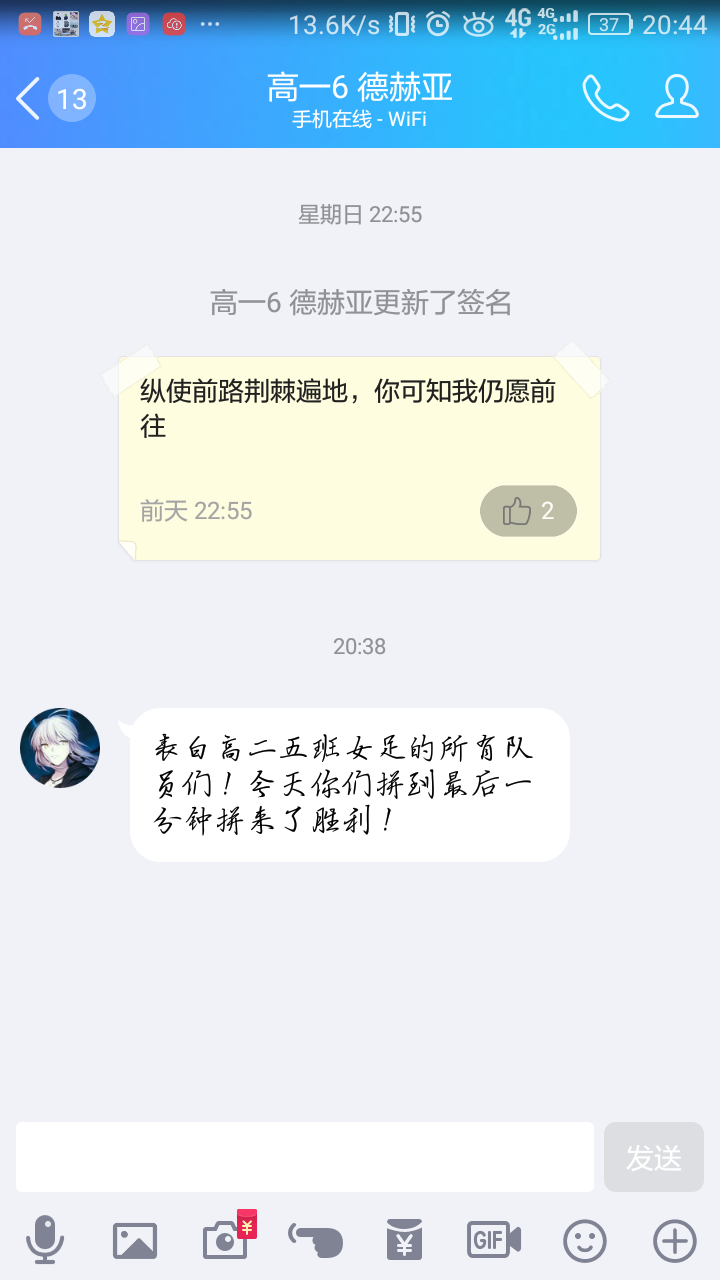 13.6K/s 4G 4G 2G 37 20:44
13
高一6 德赫亚
手机在线 - WiFi
星期日 22:55
高一6 德赫亚更新了签名
纵使前路荆棘遍地，你可知我仍愿前
往
前天 22:55
2
20:38
表白高二五班女足的所有队
员们！今天你们拼到最后一
分钟拼来了胜利！
发送
¥
¥
GIF